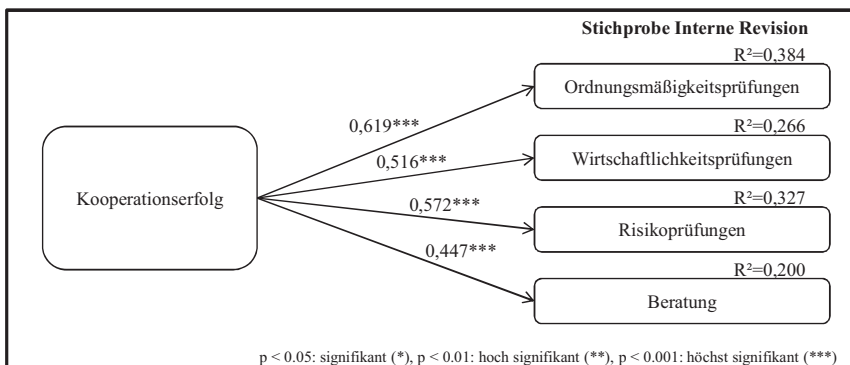 Stichprobe Interne Revision
R²=0,384
Ordnungsmäßigkeitsprüfungen
0,619***
R²=0,266
0,516***
Wirtschaftlichkeitsprüfungen
Kooperationserfolg
R²=0,327
0,572***
Risikoprüfungen
0,447***
R²=0,200
Beratung
p < 0.05: signifikant (*), p < 0.01: hoch signifikant (**), p < 0.001: höchst signifikant (***)